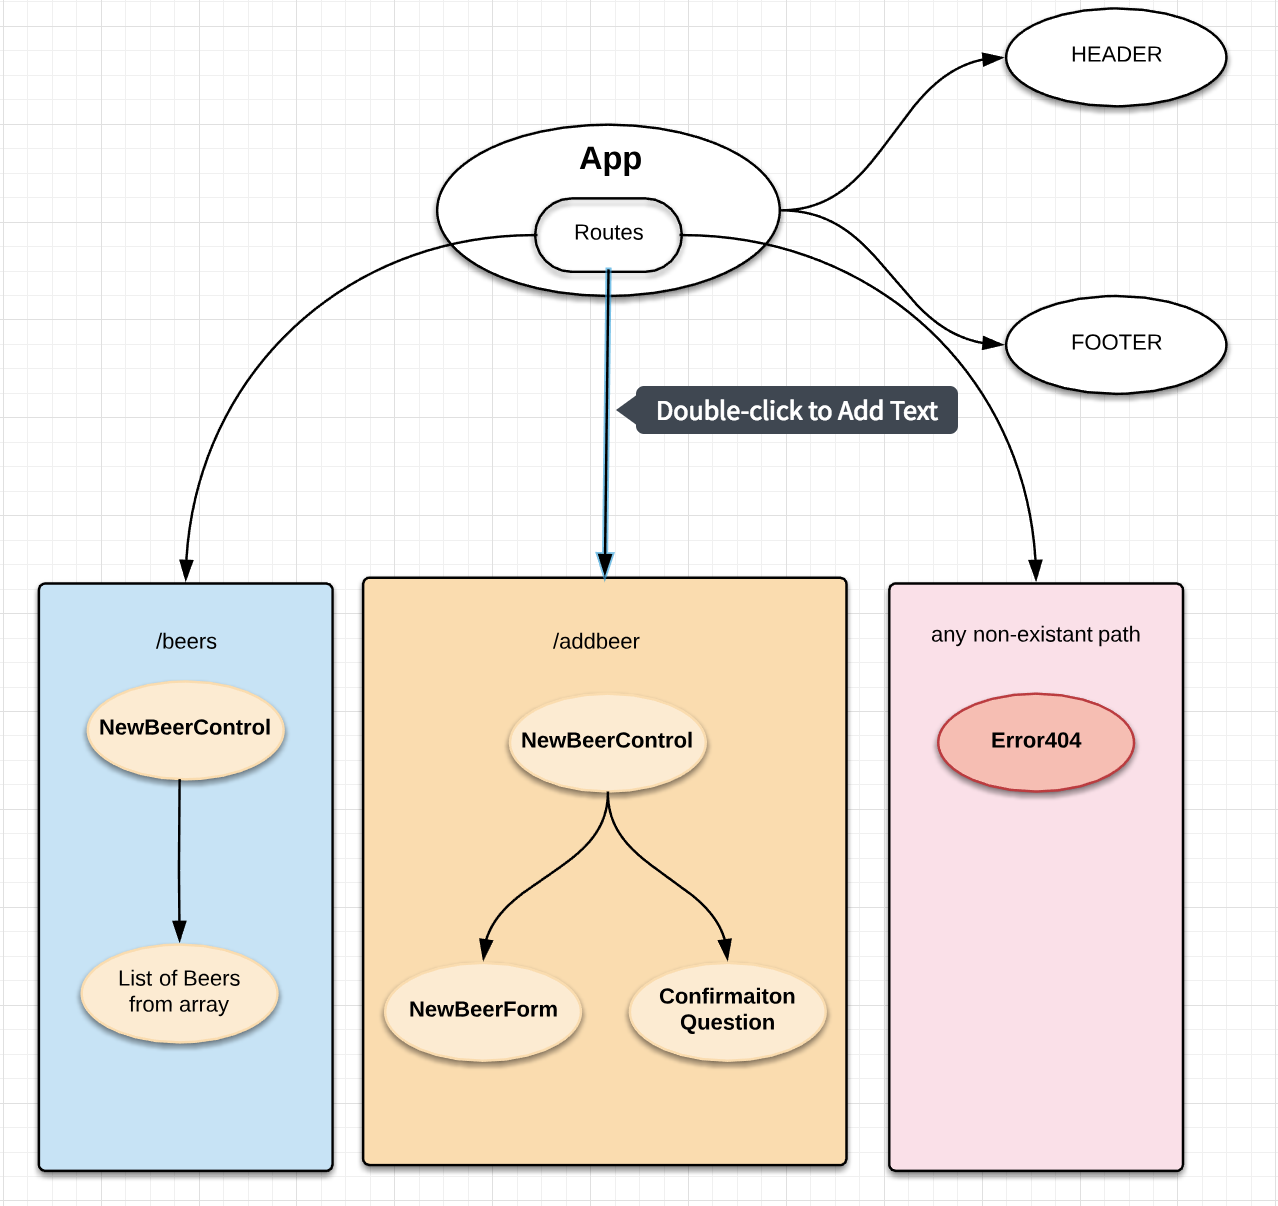 HEADER
App
Routes
FOOTER
Double-click to Add Text
/beers
NewBeerControl
List of Beers
from array
/addbeer
NewBeerControl
NewBeerForm
Confirmaiton
Question
any non-existant path
Error404